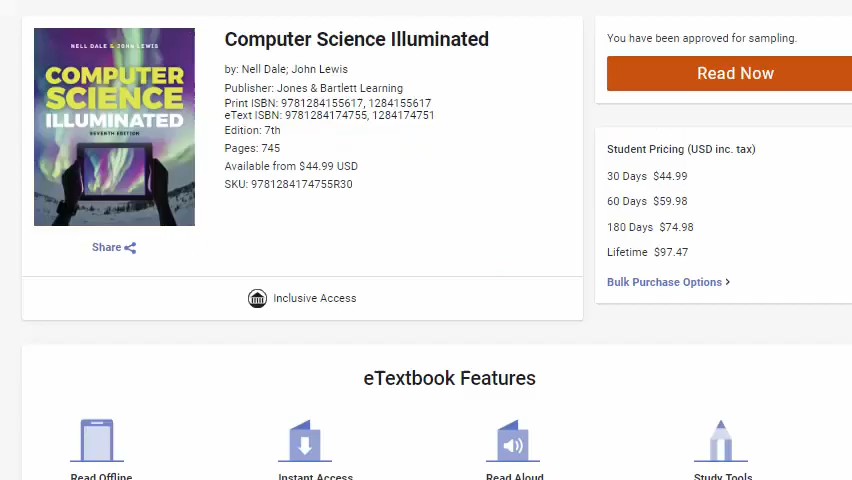 NELL DALE & JOHN LEWIS
COMPUTER
SCIENCE
ILLUMINATED
SEVENTH EDITION
Share
Computer Science Illuminated
by: Nell Dale; John Lewis
Publisher: Jones & Bartlett Learning
Print ISBN: 9781284155617, 1284155617
eText ISBN: 9781284174755, 1284174751
Edition: 7th
Pages: 745
Available from $44.99 USD
SKU: 9781284174755R30
Inclusive Access
You have been approved for sampling.
Read Now
Student Pricing (USD inc. tax)
30 Days $44.99
60 Days $59.98
180 Days $74.98
Lifetime $97.47
Bulk Purchase Options >
eTextbook Features
Read Offline
Instant Access
Read Aloud
Study Tools